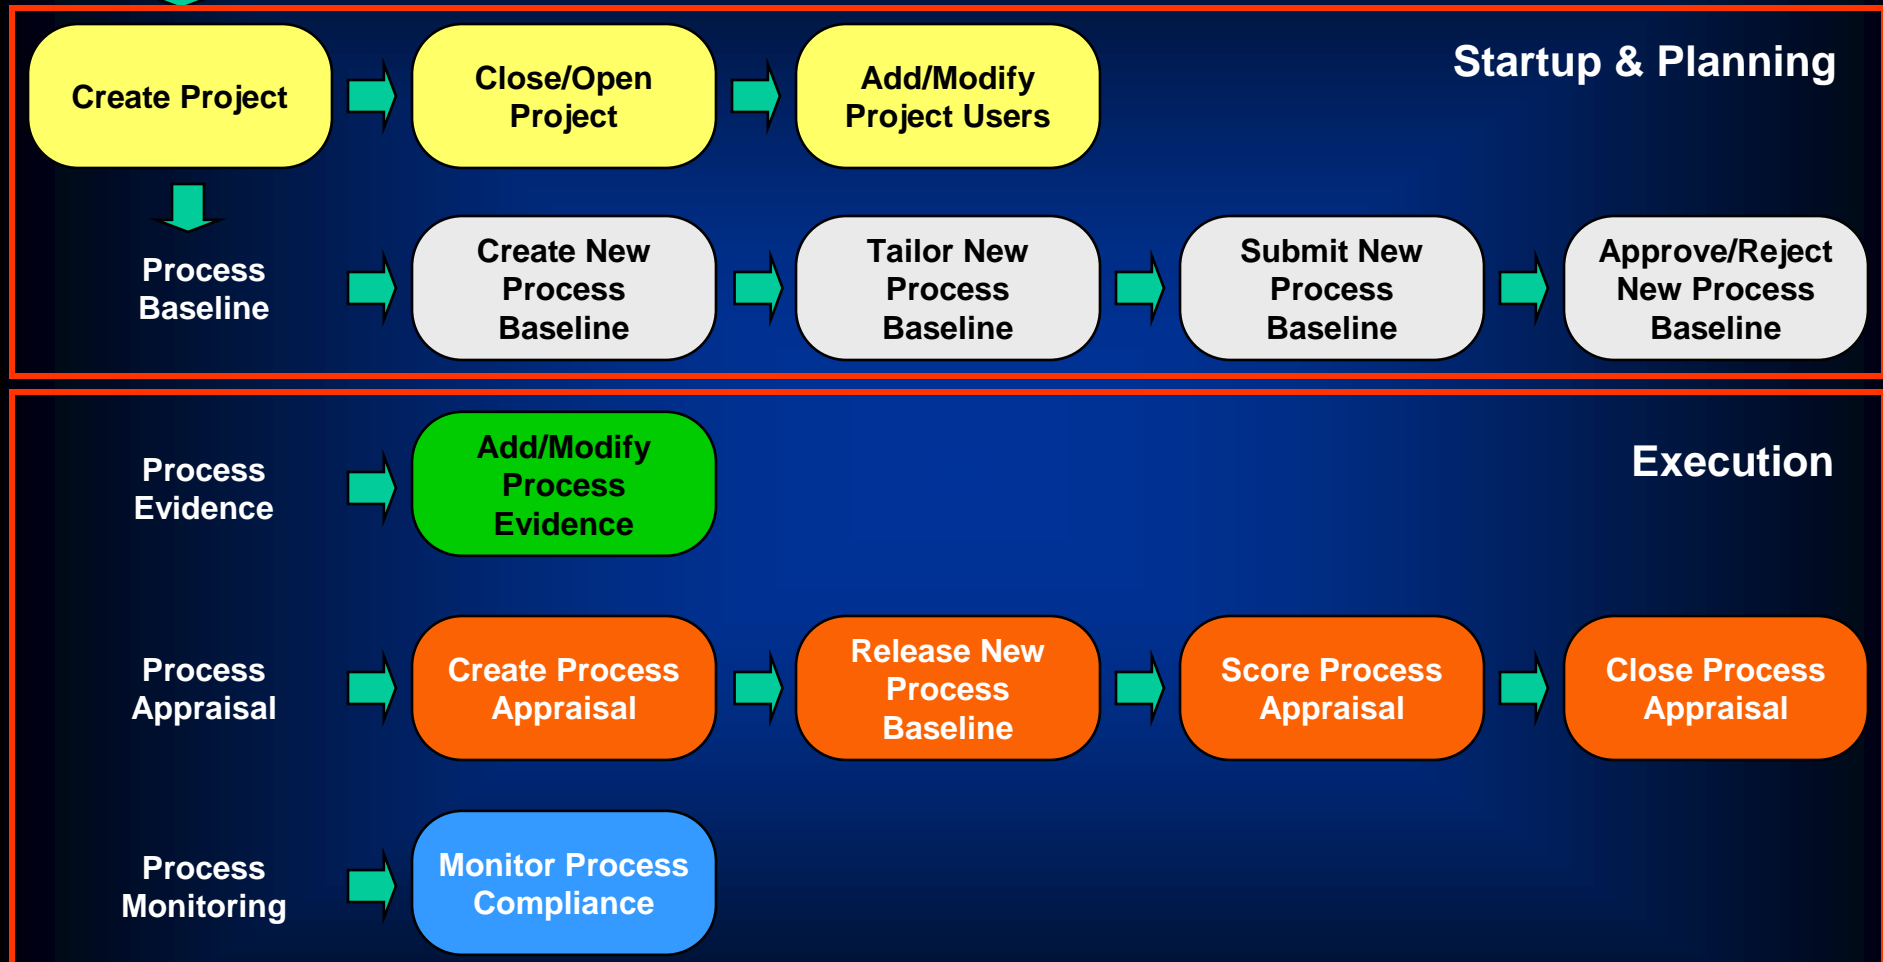 Startup & Planning
Create Project
Close/Open
Project
Add/Modify
Project Users
Process
Baseline
Create New
Process
Baseline
Tailor New
Process
Baseline
Submit New
Process
Baseline
Approve/Reject
New Process
Baseline
Execution
Process
Evidence
Add/Modify
Process
Evidence
Process
Appraisal
Create Process
Appraisal
Release New
Process
Baseline
Score Process
Appraisal
Close Process
Appraisal
Process
Monitoring
Monitor Process
Compliance